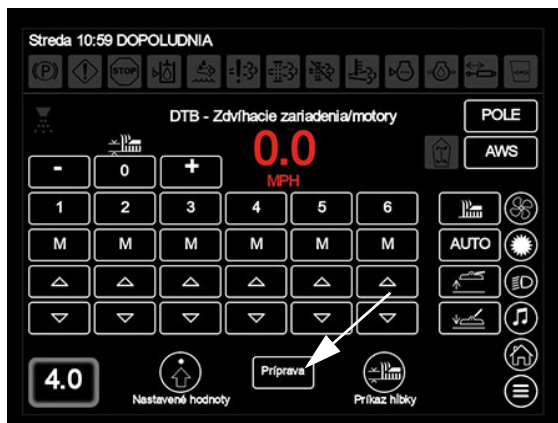 Streda 10:59 DOPOLUDNIA
(P) STOP
DTB - Zdvíhacie zariadenia/motory POLE
0.0 AWS
- 0 +
MPH
1 2 3 4 5 6
M M M M M M AUTO
4.0 Príprava
Nastavené hodnoty Príkaz hĺbky